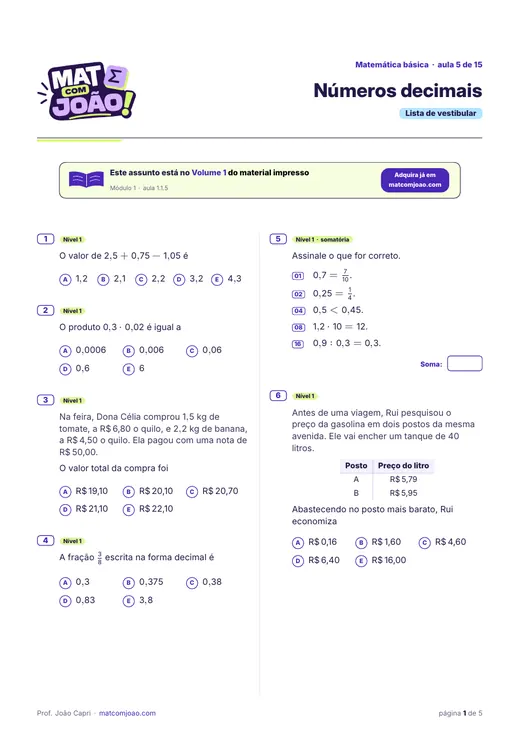 MAT Σ
COM
JOÃO!
Matemática básica · aula 5 de 15
Números decimais
Lista de vestibular
Este assunto está no Volume 1 do material impresso
Módulo 1 · aula 1.1.5
Adquira já em
matcomjoao.com
1 Nível 1
O valor de 2,5 + 0,75 − 1,05 é
A 1,2 B 2,1 C 2,2 D 3,2 E 4,3
2 Nível 1
O produto 0,3 · 0,02 é igual a
A 0,0006 B 0,006 C 0,06
D 0,6 E 6
3 Nível 1
Na feira, Dona Célia comprou 1,5 kg de
tomate, a R$ 6,80 o quilo, e 2,2 kg de banana,
a R$ 4,50 o quilo. Ela pagou com uma nota de
R$ 50,00.
O valor total da compra foi
A R$ 19,10 B R$ 20,10 C R$ 20,70
D R$ 21,10 E R$ 22,10
4 Nível 1
A fração 3/8 escrita na forma decimal é
A 0,3 B 0,375 C 0,38
D 0,83 E 3,8
5 Nível 1 · somatória
Assinale o que for correto.
01 0,7 = 7/10.
02 0,25 = 1/4.
04 0,5 < 0,45.
08 1,2 · 10 = 12.
16 0,9 : 0,3 = 0,3.
Soma:
6 Nível 1
Antes de uma viagem, Rui pesquisou o
preço da gasolina em dois postos da mesma
avenida. Ele vai encher um tanque de 40
litros.
Posto Preço do litro
A R$ 5,79
B R$ 5,95
Abastecendo no posto mais barato, Rui
economiza
A R$ 0,16 B R$ 1,60 C R$ 4,60
D R$ 6,40 E R$ 16,00
Prof. João Capri · matcomjoao.com
página 1 de 5